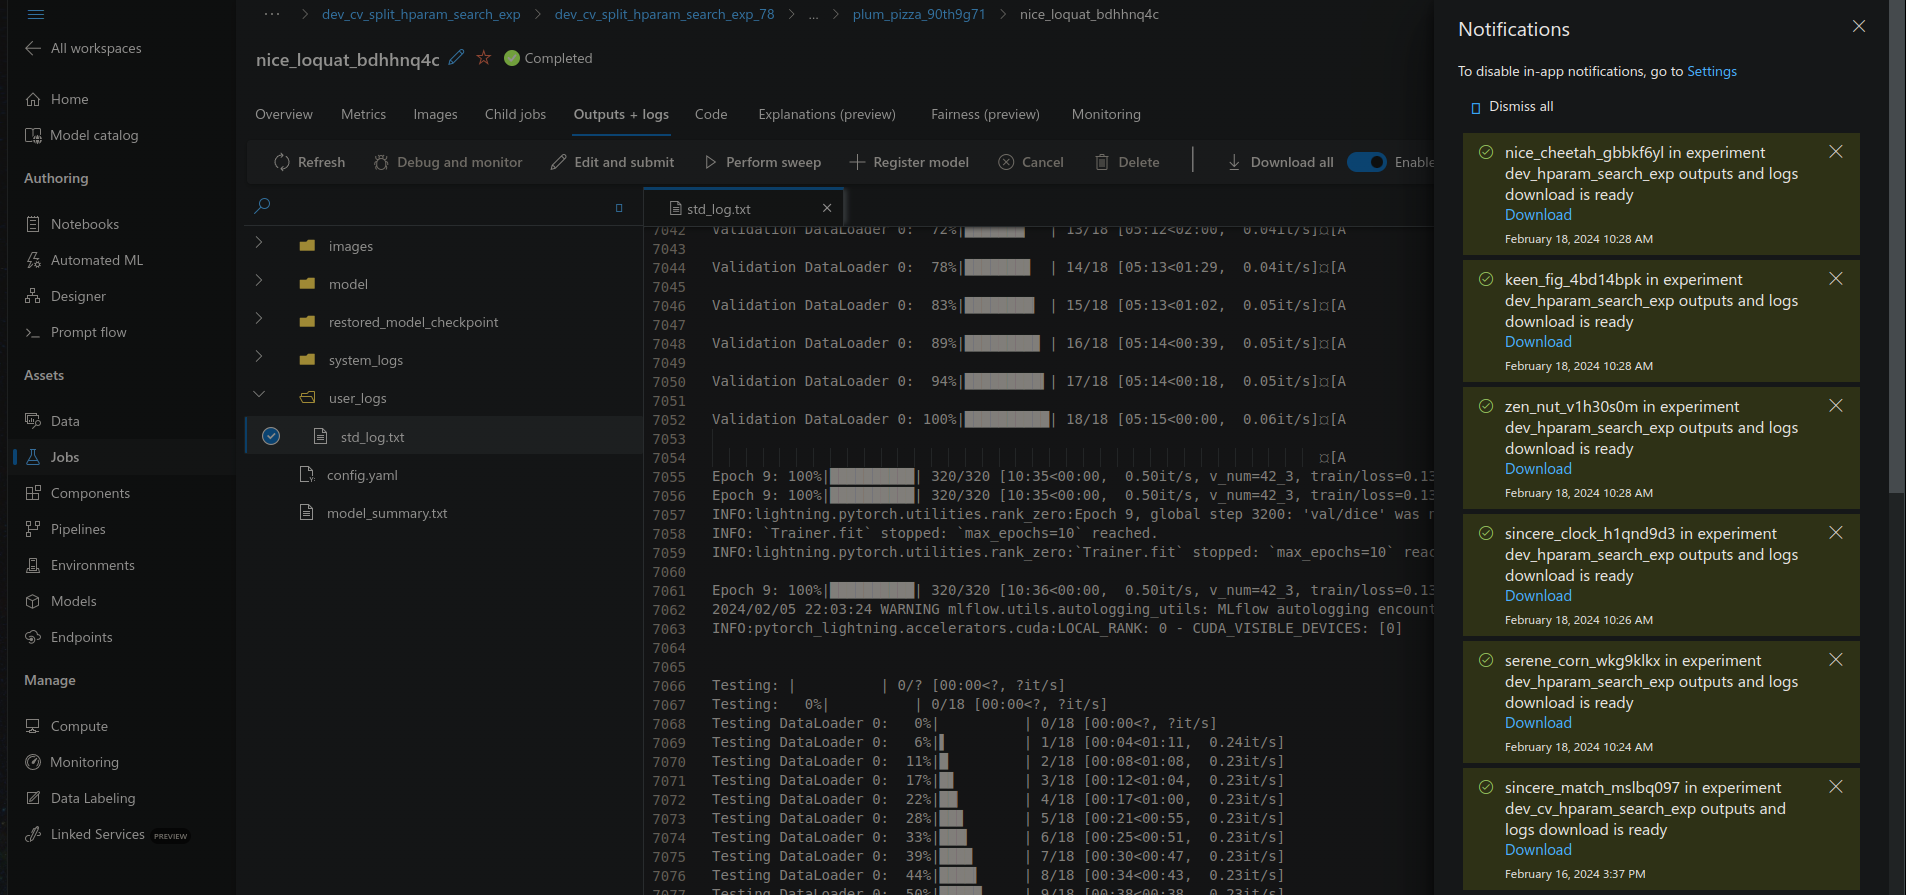 ··· > dev_cv_split_hparam_search_exp > dev_cv_split_hparam_search_exp_78 > ... > plum_pizza_90th9g71 > nice_loquat_bdhhnq4c
All workspaces
Home
Model catalog
Authoring
Notebooks
Automated ML
Designer
Prompt flow
Assets
Data
Jobs
Components
Pipelines
Environments
Models
Endpoints
Manage
Compute
Monitoring
Data Labeling
Linked Services PREVIEW
nice_loquat_bdhhnq4c Completed
Overview Metrics Images Child jobs Outputs + logs Code Explanations (preview) Fairness (preview) Monitoring
Refresh Debug and monitor Edit and submit Perform sweep Register model Cancel Delete Download all Enable
images
model
restored_model_checkpoint
system_logs
user_logs
std_log.txt
config.yaml
model_summary.txt
std_log.txt
7042 Validation DataLoader 0: 72%|███████ | 13/18 [05:12<02:00, 0.04it/s]¤[A
7043
7044 Validation DataLoader 0: 78%|███████ | 14/18 [05:13<01:29, 0.04it/s]¤[A
7045
7046 Validation DataLoader 0: 83%|████████ | 15/18 [05:13<01:02, 0.05it/s]¤[A
7047
7048 Validation DataLoader 0: 89%|████████ | 16/18 [05:14<00:39, 0.05it/s]¤[A
7049
7050 Validation DataLoader 0: 94%|█████████ | 17/18 [05:14<00:18, 0.05it/s]¤[A
7051
7052 Validation DataLoader 0: 100%|██████████| 18/18 [05:15<00:00, 0.06it/s]¤[A
7053
7054 ¤[A
7055 Epoch 9: 100%|██████████| 320/320 [10:35<00:00, 0.50it/s, v_num=42_3, train/loss=0.13
7056 Epoch 9: 100%|██████████| 320/320 [10:35<00:00, 0.50it/s, v_num=42_3, train/loss=0.13
7057 INFO:lightning.pytorch.utilities.rank_zero:Epoch 9, global step 3200: 'val/dice' was
7058 INFO: `Trainer.fit` stopped: `max_epochs=10` reached.
7059 INFO:lightning.pytorch.utilities.rank_zero:`Trainer.fit` stopped: `max_epochs=10` reac
7060
7061 Epoch 9: 100%|██████████| 320/320 [10:36<00:00, 0.50it/s, v_num=42_3, train/loss=0.13
7062 2024/02/05 22:03:24 WARNING mlflow.utils.autologging_utils: MLflow autologging encount
7063 INFO:pytorch_lightning.accelerators.cuda:LOCAL_RANK: 0 - CUDA_VISIBLE_DEVICES: [0]
7064
7065
7066 Testing: | | 0/? [00:00<?, ?it/s]
7067 Testing: 0%| | 0/18 [00:00<?, ?it/s]
7068 Testing DataLoader 0: 0%| | 0/18 [00:00<?, ?it/s]
7069 Testing DataLoader 0: 6%|▌ | 1/18 [00:04<01:11, 0.24it/s]
7070 Testing DataLoader 0: 11%|█ | 2/18 [00:08<01:08, 0.23it/s]
7071 Testing DataLoader 0: 17%|█▋ | 3/18 [00:12<01:04, 0.23it/s]
7072 Testing DataLoader 0: 22%|██▏ | 4/18 [00:17<01:00, 0.23it/s]
7073 Testing DataLoader 0: 28%|██▊ | 5/18 [00:21<00:55, 0.23it/s]
7074 Testing DataLoader 0: 33%|███▎ | 6/18 [00:25<00:51, 0.23it/s]
7075 Testing DataLoader 0: 39%|███▉ | 7/18 [00:30<00:47, 0.23it/s]
7076 Testing DataLoader 0: 44%|████▍ | 8/18 [00:34<00:43, 0.23it/s]
7077 Testing DataLoader 0: 50%|█████ | 9/18 [00:38<00:38, 0.23it/s]
Notifications
To disable in-app notifications, go to Settings
Dismiss all
nice_cheetah_gbbkf6yl in experiment
dev_hparam_search_exp outputs and logs
download is ready
Download
February 18, 2024 10:28 AM
keen_fig_4bd14bpk in experiment
dev_hparam_search_exp outputs and logs
download is ready
Download
February 18, 2024 10:28 AM
zen_nut_v1h30s0m in experiment
dev_hparam_search_exp outputs and logs
download is ready
Download
February 18, 2024 10:28 AM
sincere_clock_h1qnd9d3 in experiment
dev_hparam_search_exp outputs and logs
download is ready
Download
February 18, 2024 10:26 AM
serene_corn_wkg9klkx in experiment
dev_hparam_search_exp outputs and logs
download is ready
Download
February 18, 2024 10:24 AM
sincere_match_mslbq097 in experiment
dev_cv_hparam_search_exp outputs and
logs download is ready
Download
February 16, 2024 3:37 PM